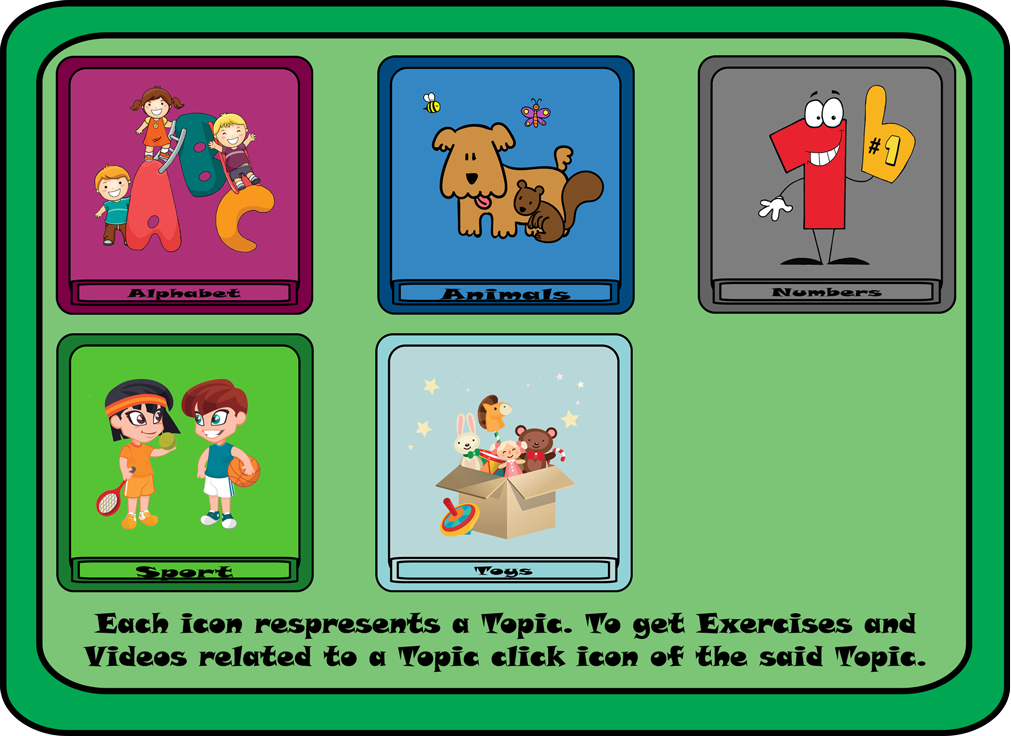 A B
C
#1
Alphabet
Animals
Numbers
Sport
Toys
Each icon respresents a Topic. To get Exercises and
Videos related to a Topic click icon of the said Topic.